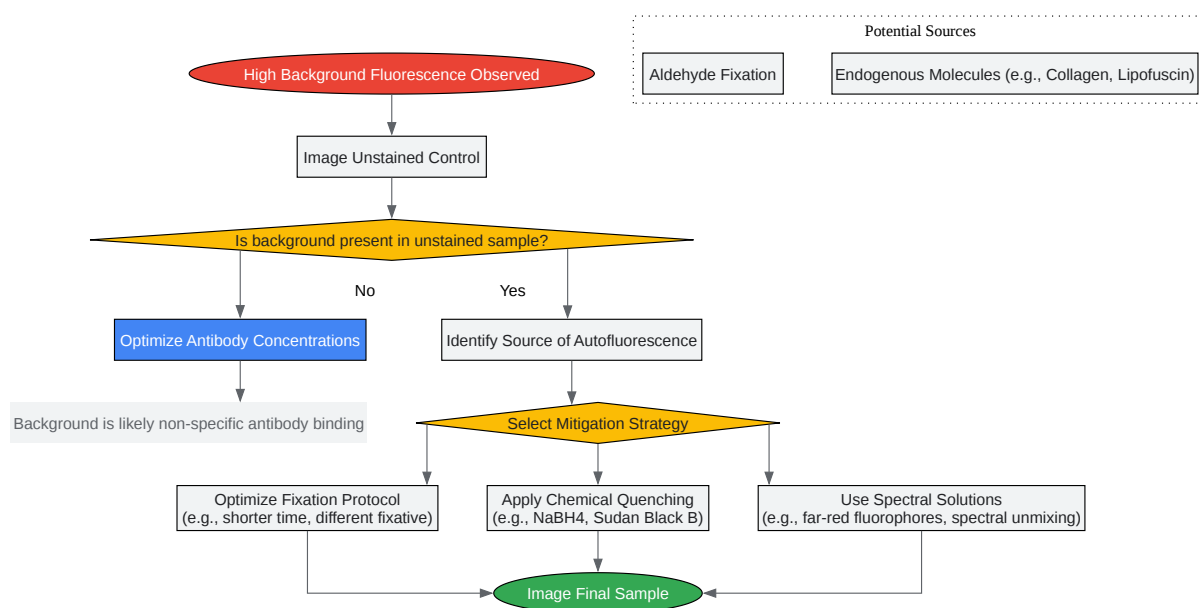 Potential Sources
High Background Fluorescence Observed
Aldehyde Fixation
Endogenous Molecules (e.g., Collagen, Lipofuscin)
Image Unstained Control
Is background present in unstained sample?
No
Yes
Optimize Antibody Concentrations
Identify Source of Autofluorescence
Background is likely non-specific antibody binding
Select Mitigation Strategy
Optimize Fixation Protocol
(e.g., shorter time, different fixative)
Apply Chemical Quenching
(e.g., NaBH4, Sudan Black B)
Use Spectral Solutions
(e.g., far-red fluorophores, spectral unmixing)
Image Final Sample